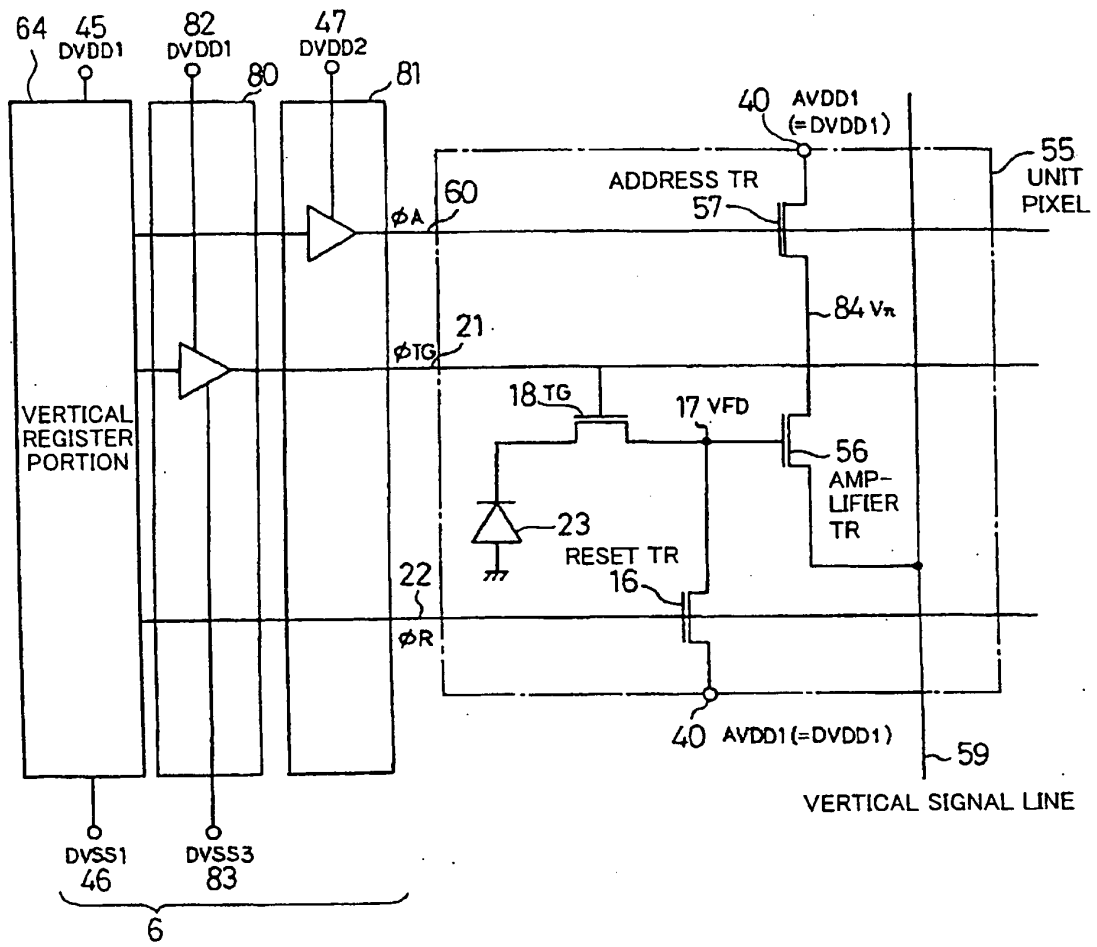 64
45
DVDD1
82
DVDD1
80
47
DVDD2
81
40
AVDD1
(=DVDD1)
55
UNIT
PIXEL
ADDRESS TR
57
φA
60
84 Vn
φTG
21
VERTICAL
REGISTER
PORTION
18 TG
17 VFD
56
AMP-
LIFIER
TR
23
RESET TR
16
22
φR
40 AVDD1 (=DVDD1)
59
VERTICAL SIGNAL LINE
DVSS1
46
DVSS3
83
6